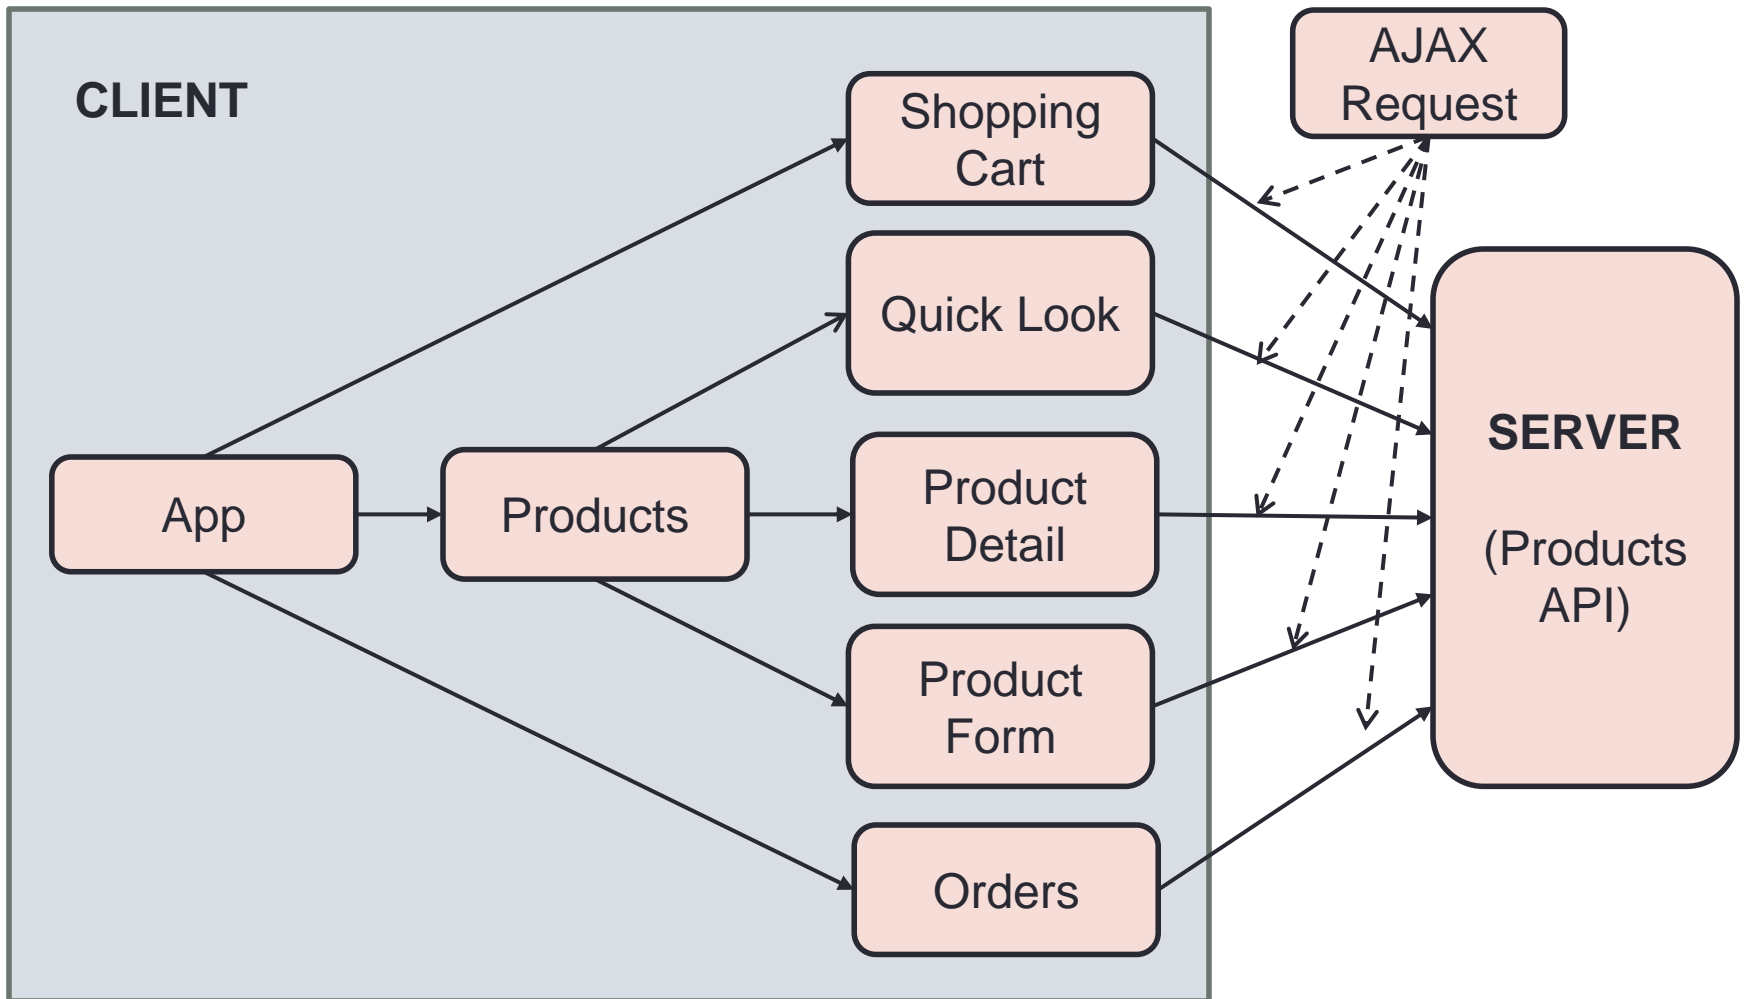 CLIENT
Shopping
Cart
AJAX
Request
Quick Look
App
Products
Product
Detail
Product
Form
Orders
SERVER
(Products
API)